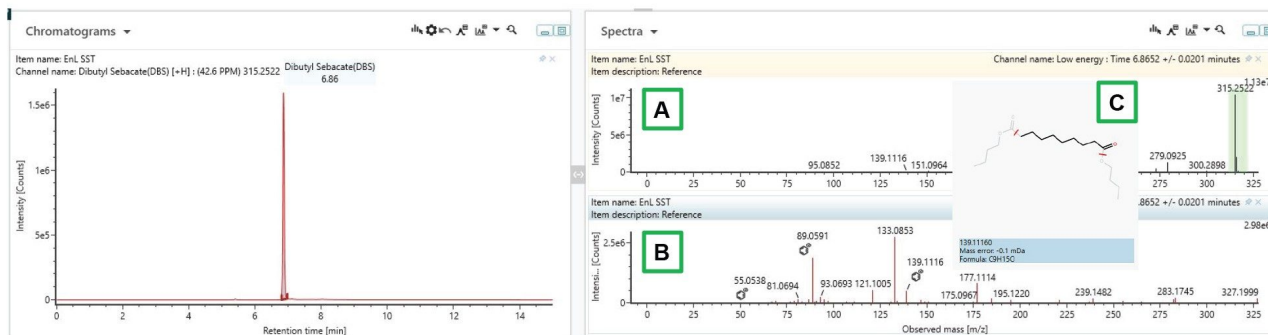 Chromatograms
Item name: EnL SST
Channel name: Dibutyl Sebacate(DBS) [+H] : (42.6 PPM) 315.2522
Dibutyl Sebacate(DBS)
6.86
Intensity [Counts]
1.5e6
1e6
5e5
0
0 2 4 6 8 10 12 14
Retention time [min]
Spectra
Item name: EnL SST
Item description: Reference
Channel name: Low energy : Time 6.8652 +/- 0.0201 minutes
1.13e7
A
C
Intensity [Counts]
1e7
5e6
0
95.0852
139.1116
151.0964
279.0925
300.2898
315.2522
0 25 50 75 100 125 150 275 300 325
Item name: EnL SST
Item description: Reference
6.8652 +/- 0.0201 minutes
2.98e6
B
Intensi... [Counts]
2.5e6
0
55.0538
81.0694
89.0591
93.0693
121.1005
133.0853
139.1116
175.0967
177.1114
195.1220
239.1482
283.1745
327.1999
139.11160
Mass error: -0.1 mDa
Formula: C9H15O
0 25 50 75 100 125 150 175 200 225 250 275 300 325
Observed mass [m/z]